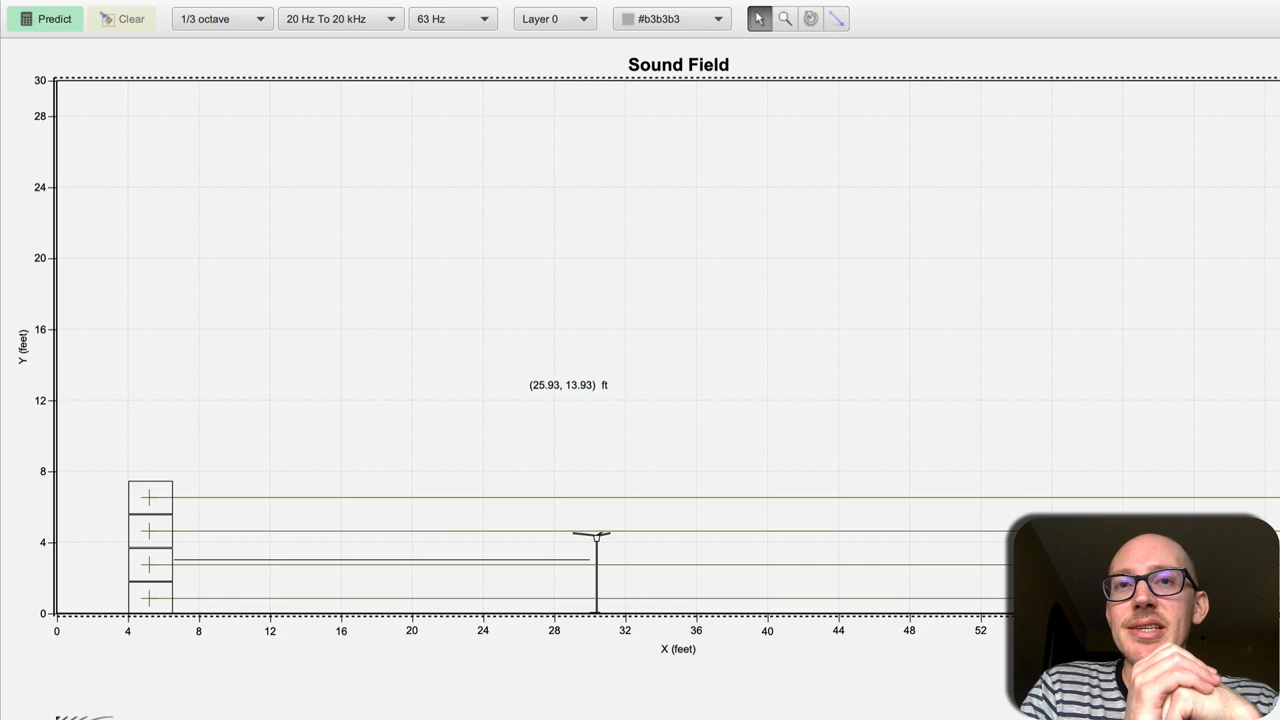 Predict Clear 1/3 octave 20 Hz To 20 kHz 63 Hz Layer 0 #b3b3b3
Sound Field
30
28
24
20
16
12
8
4
0
Y (feet)
(25.93, 13.93) ft
0 4 8 12 16 20 24 28 32 36 40 44 48 52
X (feet)